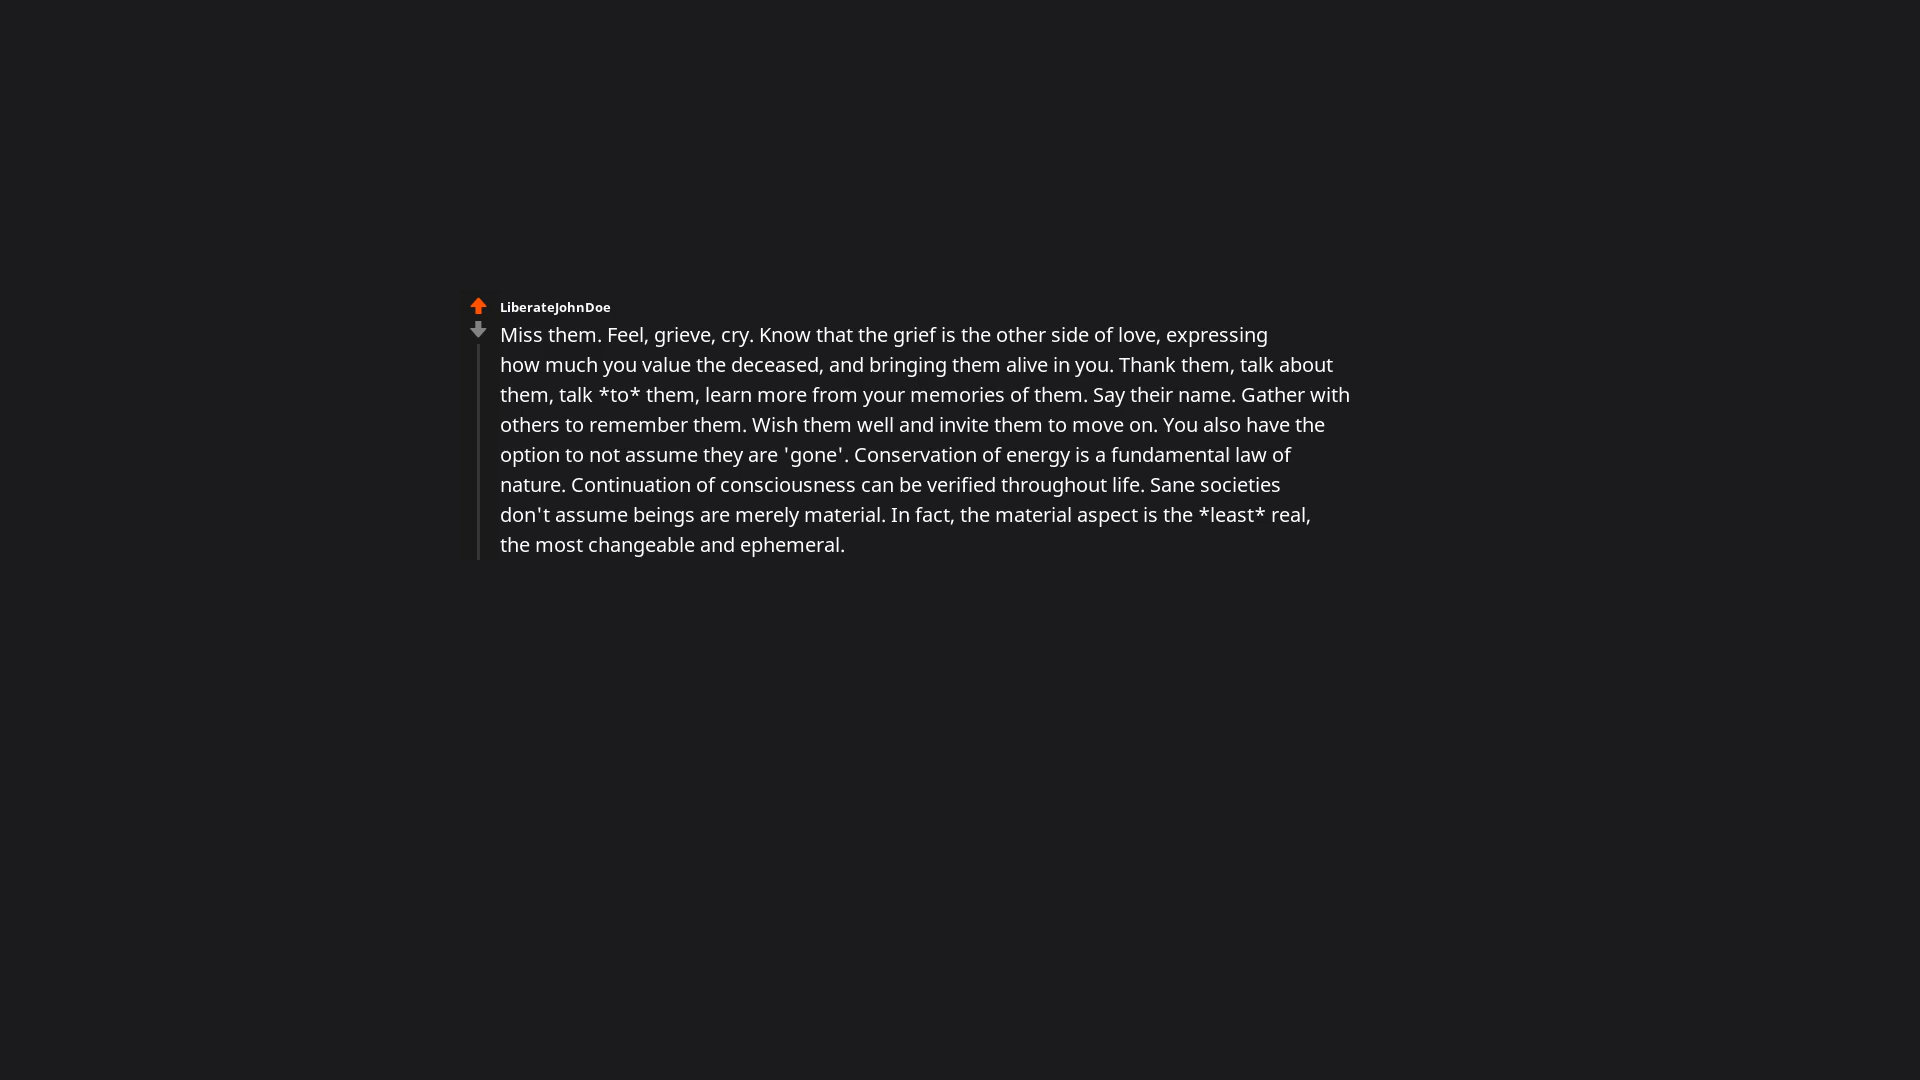 LiberateJohnDoe
Miss them. Feel, grieve, cry. Know that the grief is the other side of love, expressing
how much you value the deceased, and bringing them alive in you. Thank them, talk about
them, talk *to* them, learn more from your memories of them. Say their name. Gather with
others to remember them. Wish them well and invite them to move on. You also have the
option to not assume they are 'gone'. Conservation of energy is a fundamental law of
nature. Continuation of consciousness can be verified throughout life. Sane societies
don't assume beings are merely material. In fact, the material aspect is the *least* real,
the most changeable and ephemeral.